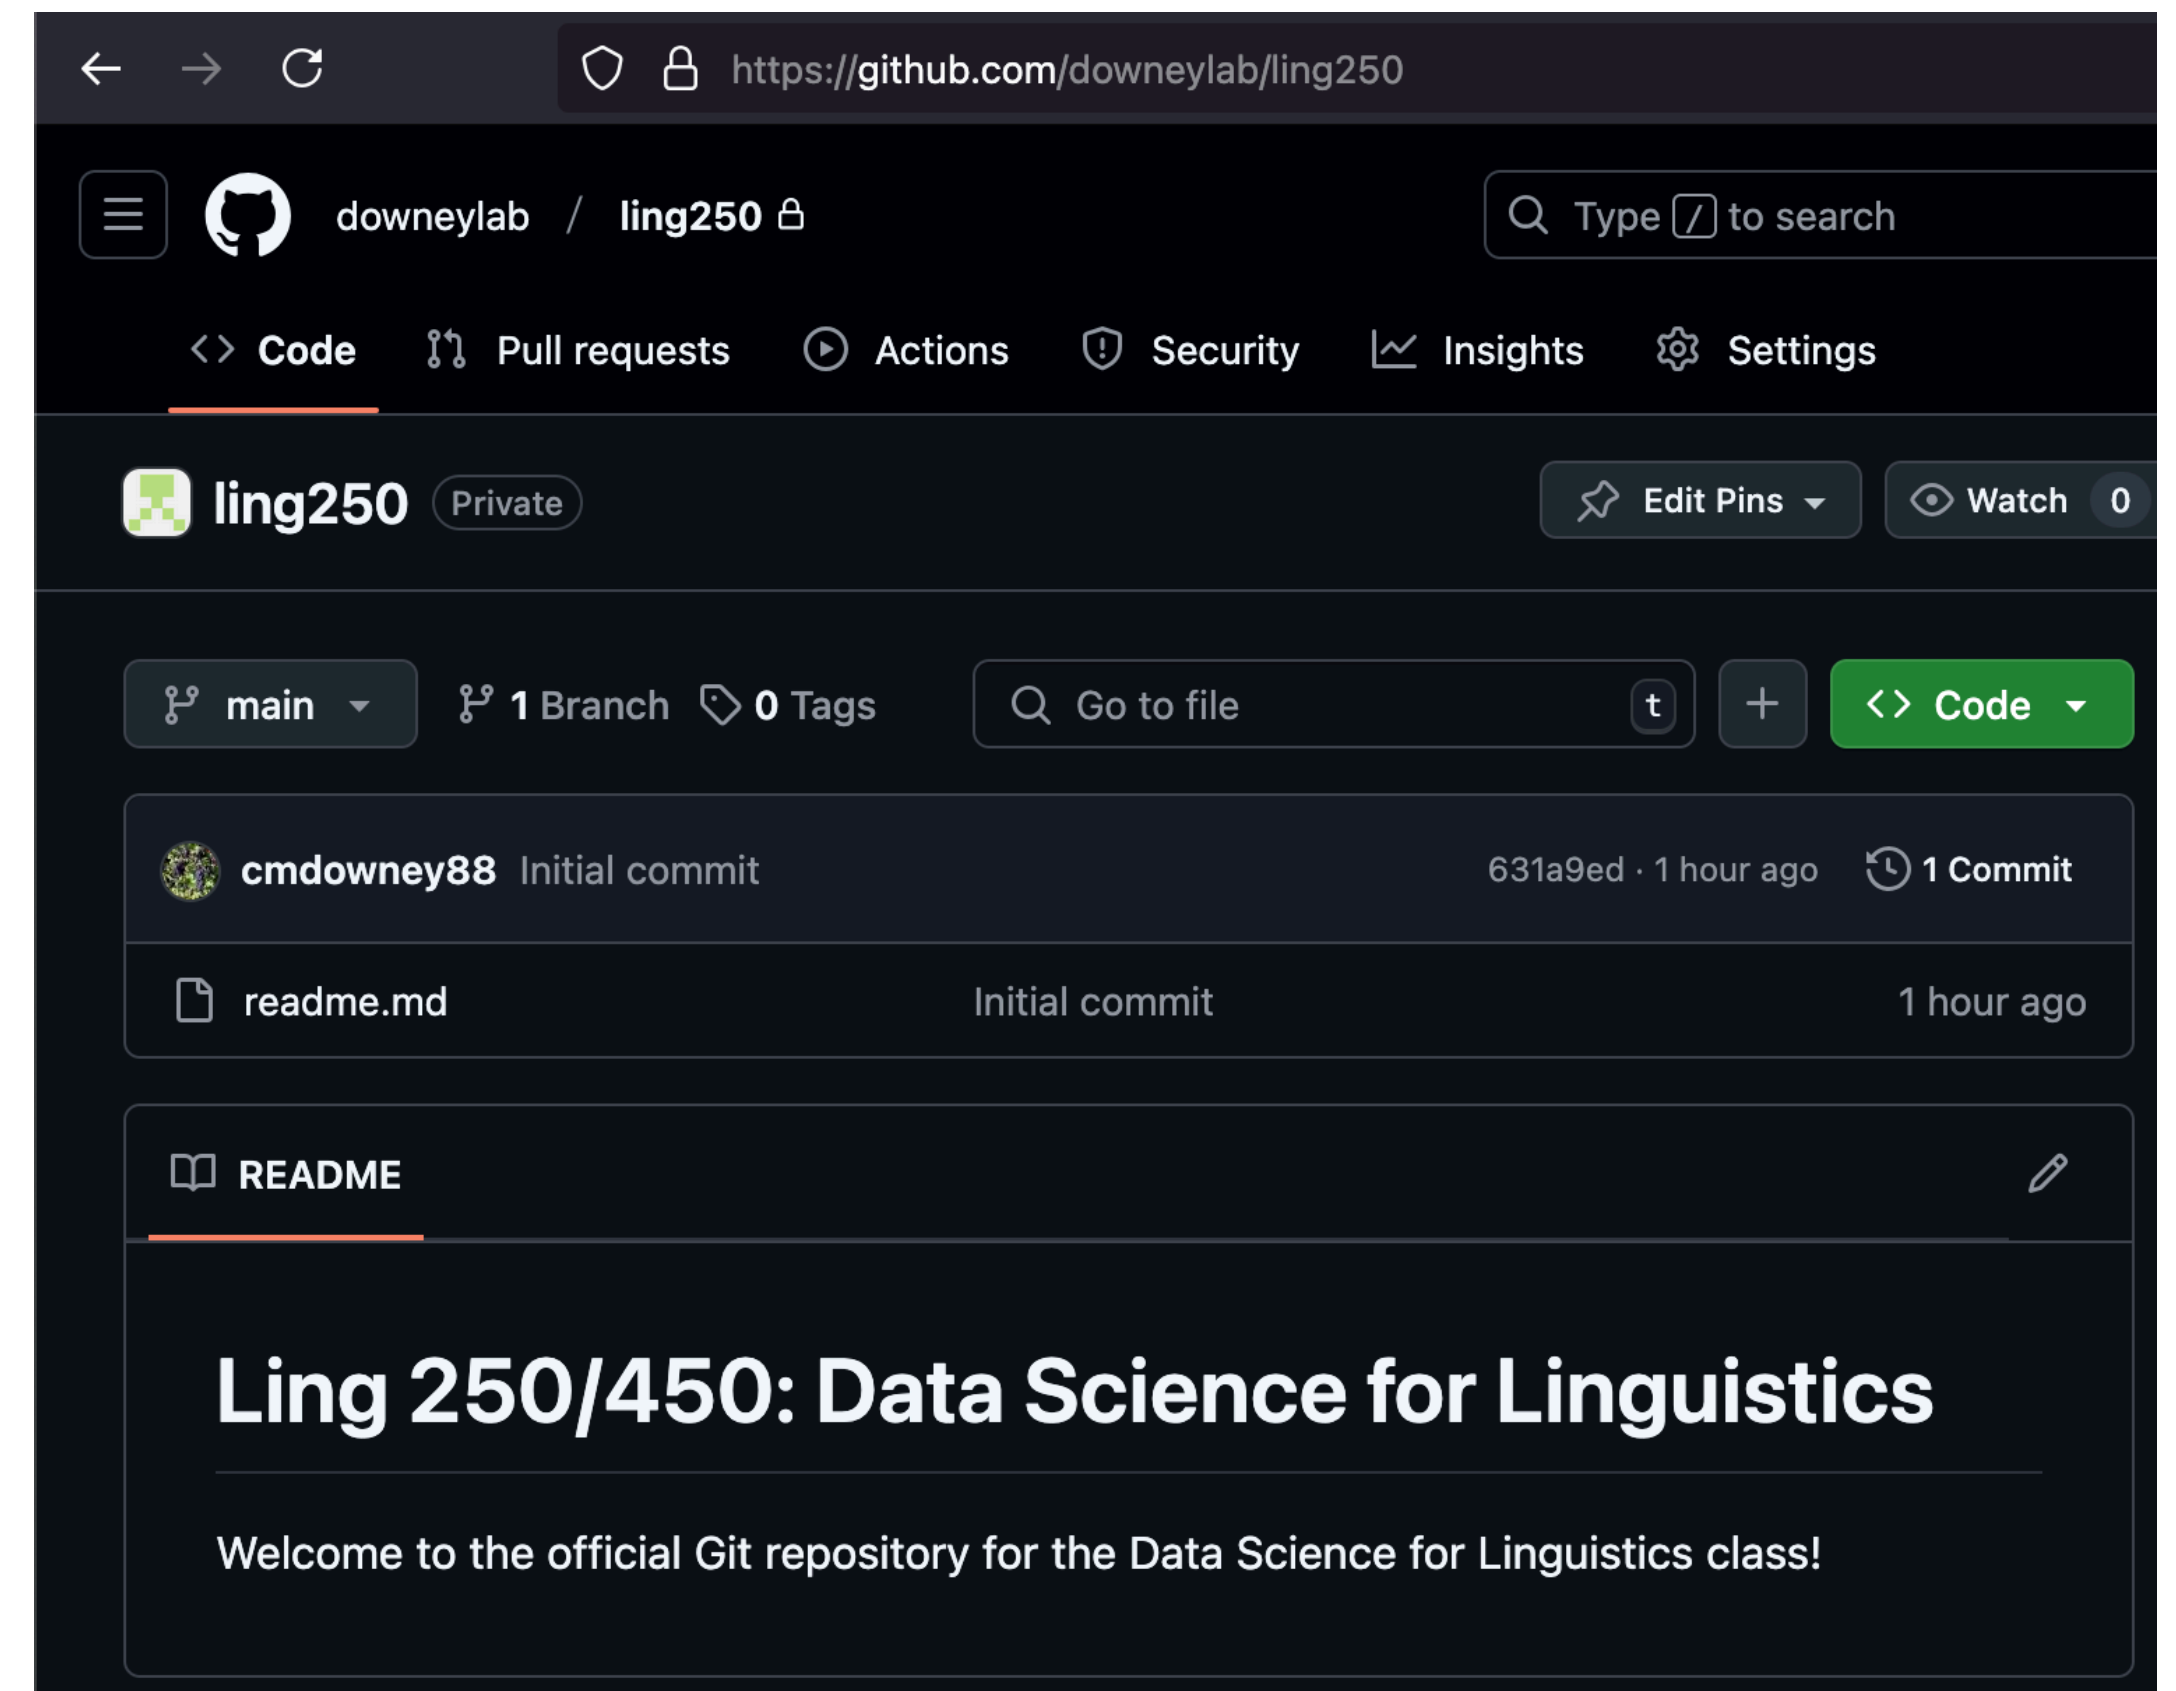 https://github.com/downeylab/ling250
downeylab / ling250 Type / to search
Code Pull requests Actions Security Insights Settings
ling250 Private Edit Pins Watch 0
main 1 Branch 0 Tags Go to file t + Code
cmdowney88 Initial commit 631a9ed · 1 hour ago 1 Commit
readme.md Initial commit 1 hour ago
README
Ling 250/450: Data Science for Linguistics
Welcome to the official Git repository for the Data Science for Linguistics class!